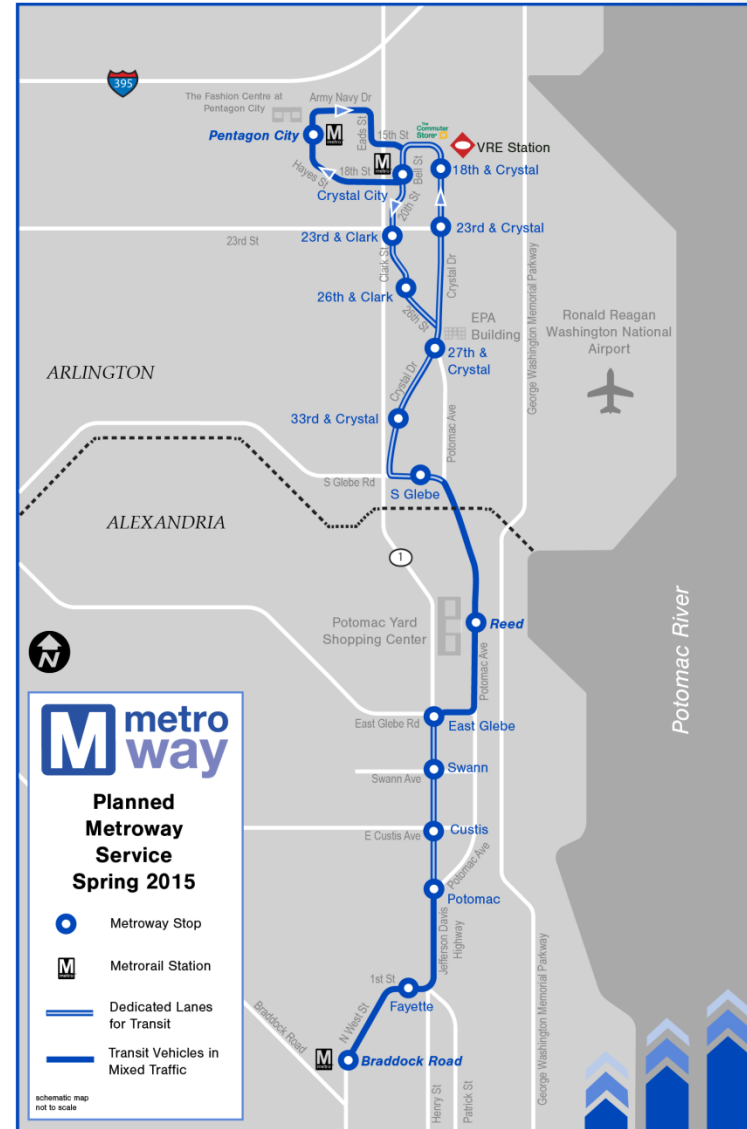 395
The Fashion Centre at
Pentagon City
Army Navy Dr
Pentagon City
M
metro
Eads St
15th St
The
Commuter
Store
VRE Station
M
metro
Hayes St
18th St
Bell St
18th & Crystal
Crystal City
20th St
23rd St
23rd & Clark
23rd & Crystal
Clark St
Crystal Dr
26th & Clark
26th St
EPA
Building
George Washington Memorial Parkway
Ronald Reagan
Washington National
Airport
27th &
Crystal
ARLINGTON
Crystal Dr
33rd & Crystal
Potomac Ave
S Glebe Rd
S Glebe
ALEXANDRIA
1
Potomac Yard
Shopping Center
Reed
Potomac Ave
Potomac River
N
East Glebe Rd
East Glebe
Swann
Swann Ave
Custis
E Custis Ave
Potomac Ave
Potomac
Jefferson Davis
Highway
George Washington Memorial Parkway
1st St
Fayette
N West St
Braddock Road
M
metro
Braddock Road
Henry St
Patrick St
M metro
way
Planned
Metroway
Service
Spring 2015
Metroway Stop
M
metro
Metrorail Station
Dedicated Lanes
for Transit
Transit Vehicles in
Mixed Traffic
schematic map
not to scale